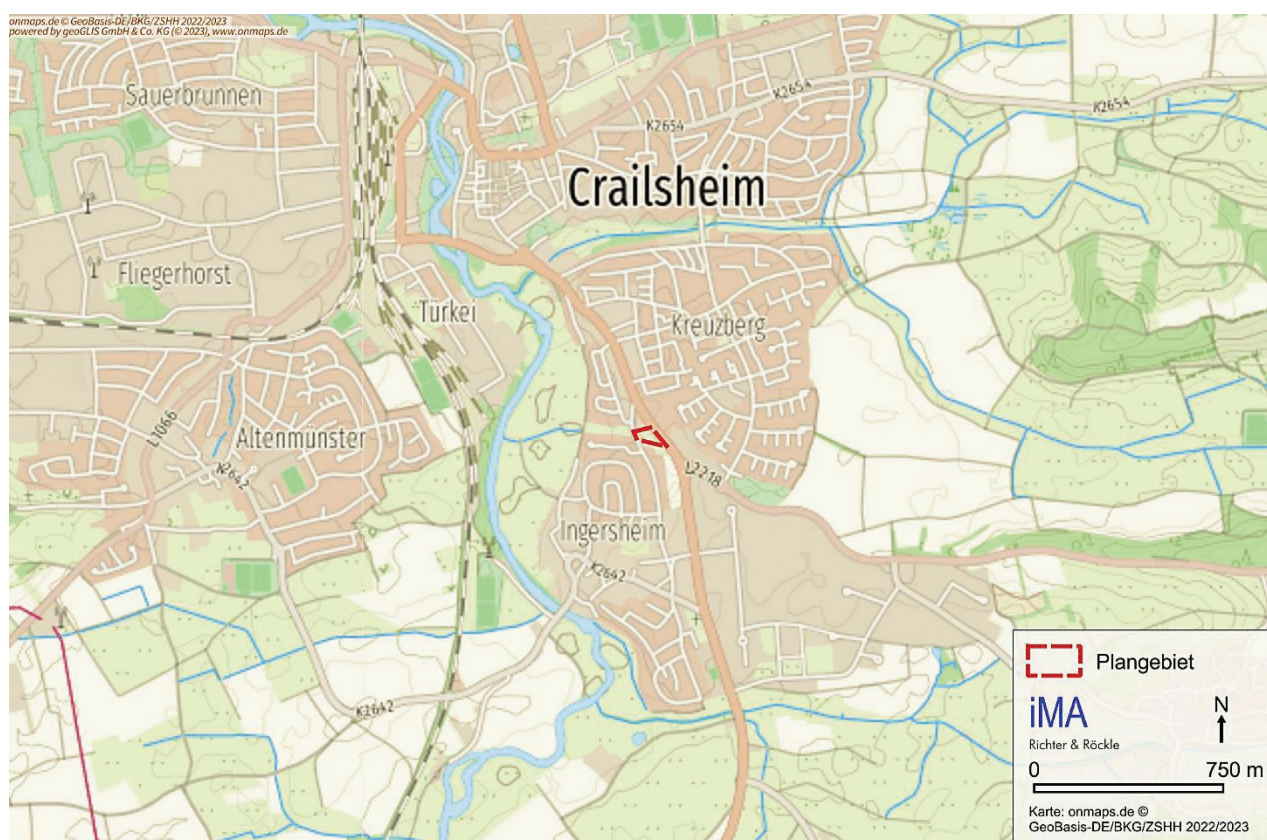 onmaps.de © GeoBasis-DE/BKG/ZSHH 2022/2023
powered by geoGLIS GmbH & Co. KG (© 2023), www.onmaps.de
Sauerbrunnen
K2654
K2654
K2654
Crailsheim
Fliegerhorst
Türkei
Kreuzberg
L1066
Altenmünster
K2642
L2218
Ingersheim
K2642
K2642
Plangebiet
iMA
Richter & Röckle
N
0 750 m
Karte: onmaps.de ©
GeoBasis-DE/BKG/ZSHH 2022/2023